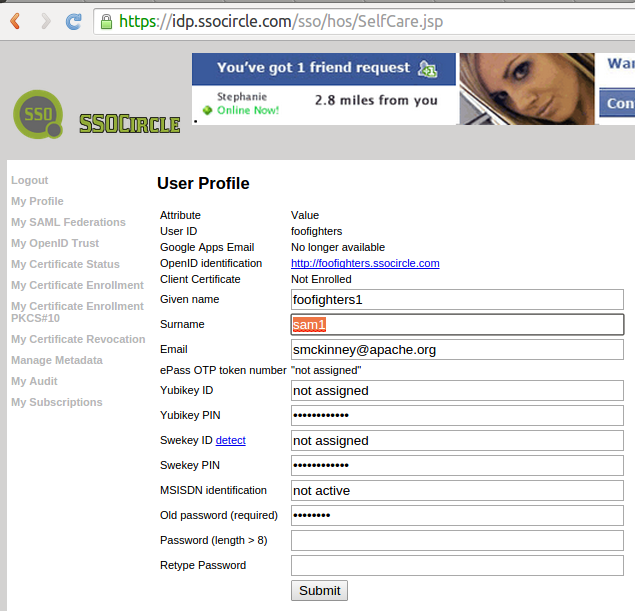 https://idp.ssocircle.com/sso/hos/SelfCare.jsp
You've got 1 friend request
Stephanie
Online Now!
2.8 miles from you
Wan
Con
SSO
SSOCircle
Logout
My Profile
My SAML Federations
My OpenID Trust
My Certificate Status
My Certificate Enrollment
My Certificate Enrollment
PKCS#10
My Certificate Revocation
Manage Metadata
My Audit
My Subscriptions
User Profile
Attribute Value
User ID foofighters
Google Apps Email No longer available
OpenID identification http://foofighters.ssocircle.com
Client Certificate Not Enrolled
Given name foofighters1
Surname sam1
Email smckinney@apache.org
ePass OTP token number "not assigned"
Yubikey ID not assigned
Yubikey PIN ••••••••••••
Swekey ID detect not assigned
Swekey PIN ••••••••••••
MSISDN identification not active
Old password (required) ••••••••
Password (length > 8)
Retype Password
Submit